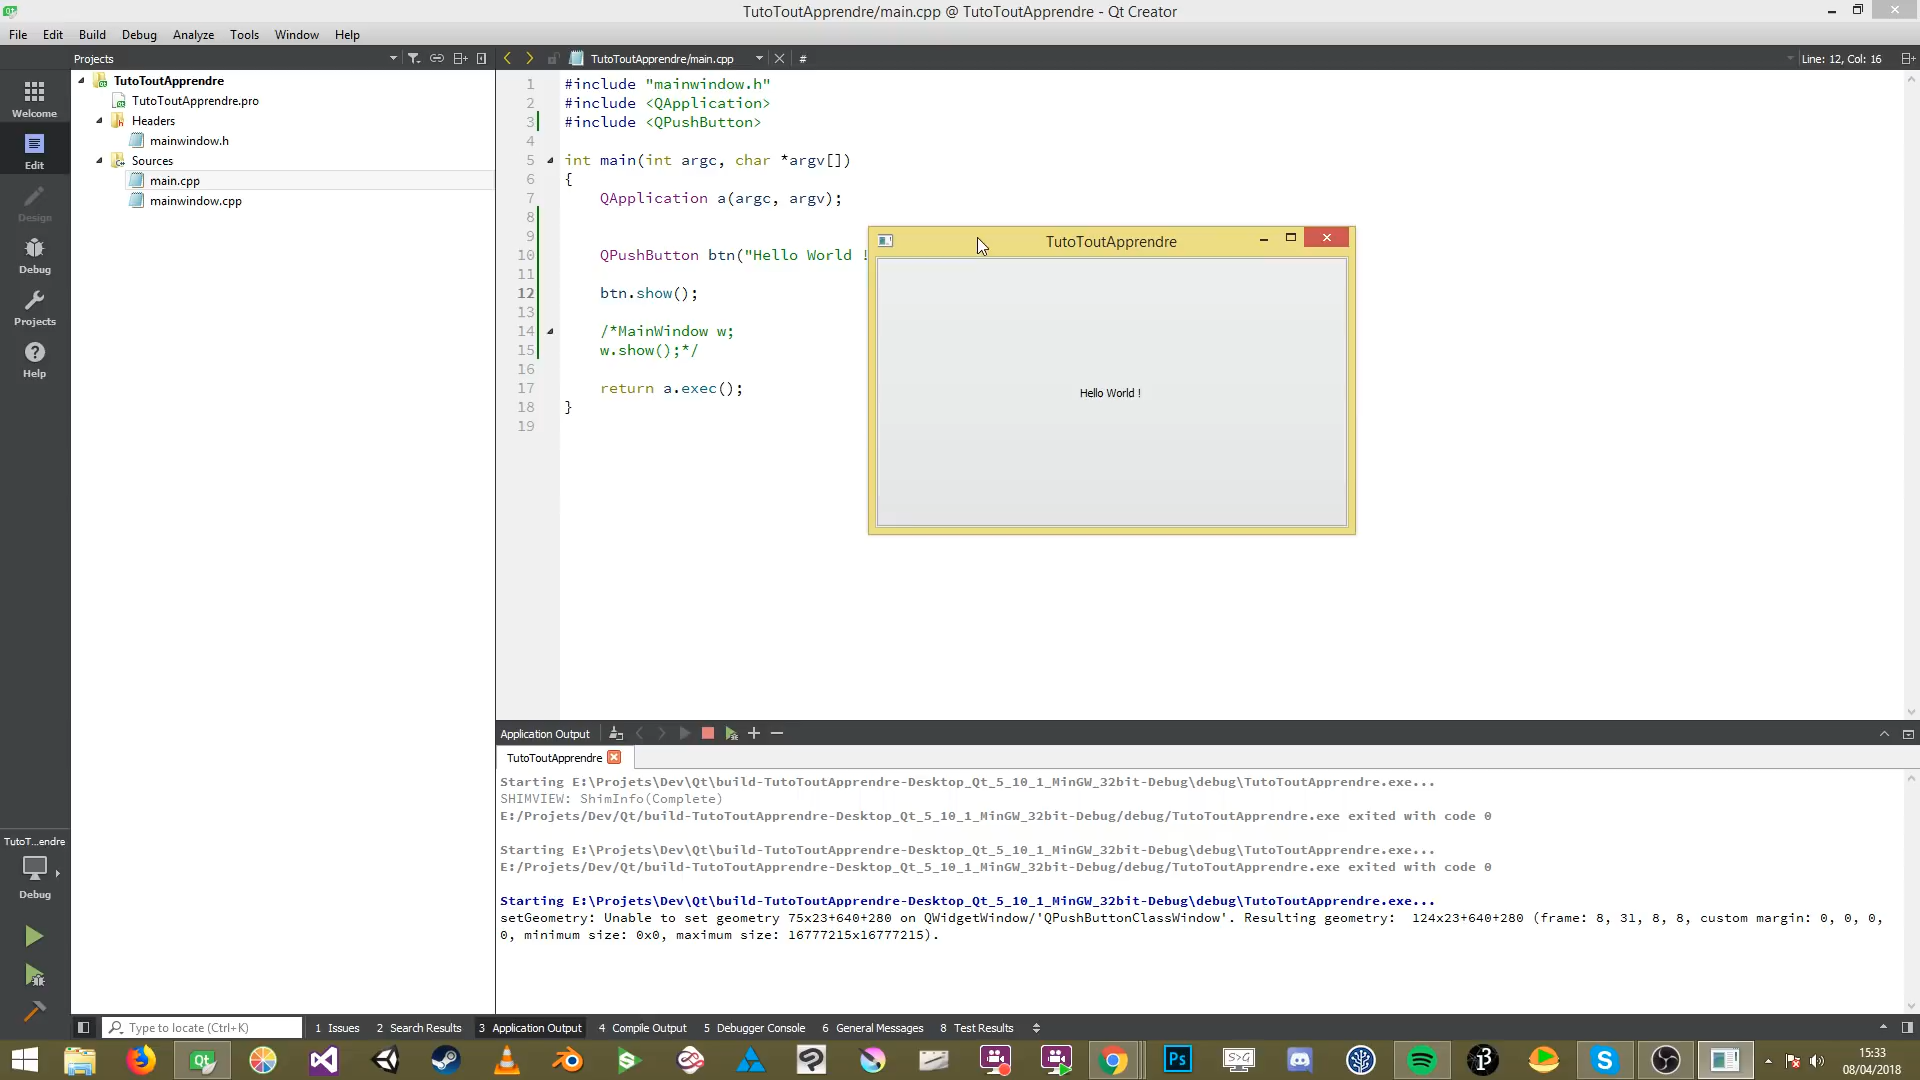 TutoToutApprendre/main.cpp @ TutoToutApprendre - Qt Creator
File Edit Build Debug Analyze Tools Window Help
Projects
TutoToutApprendre/main.cpp
#
Line: 12, Col: 16
Welcome
Edit
Design
Debug
Projects
Help
TutoToutApprendre
TutoToutApprendre.pro
Headers
mainwindow.h
Sources
main.cpp
mainwindow.cpp
1 #include "mainwindow.h"
2 #include <QApplication>
3 #include <QPushButton>
4
5 int main(int argc, char *argv[])
6 {
7 QApplication a(argc, argv);
8
9
10 QPushButton btn("Hello World !
11
12 btn.show();
13
14 /*MainWindow w;
15 w.show();*/
16
17 return a.exec();
18 }
19
TutoToutApprendre
Hello World !
Application Output
TutoToutApprendre
Starting E:\Projets\Dev\Qt\build-TutoToutApprendre-Desktop_Qt_5_10_1_MinGW_32bit-Debug\debug\TutoToutApprendre.exe...
SHIMVIEW: ShimInfo(Complete)
E:/Projets/Dev/Qt/build-TutoToutApprendre-Desktop_Qt_5_10_1_MinGW_32bit-Debug/debug/TutoToutApprendre.exe exited with code 0
Starting E:\Projets\Dev\Qt\build-TutoToutApprendre-Desktop_Qt_5_10_1_MinGW_32bit-Debug\debug\TutoToutApprendre.exe...
E:/Projets/Dev/Qt/build-TutoToutApprendre-Desktop_Qt_5_10_1_MinGW_32bit-Debug/debug/TutoToutApprendre.exe exited with code 0
Starting E:\Projets\Dev\Qt\build-TutoToutApprendre-Desktop_Qt_5_10_1_MinGW_32bit-Debug\debug\TutoToutApprendre.exe...
setGeometry: Unable to set geometry 75x23+640+280 on QWidgetWindow/'QPushButtonClassWindow'. Resulting geometry:  124x23+640+280 (frame: 8, 31, 8, 8, custom margin: 0, 0, 0,
0, minimum size: 0x0, maximum size: 16777215x16777215).
TutoT...endre
Debug
Type to locate (Ctrl+K)
1 Issues 2 Search Results 3 Application Output 4 Compile Output 5 Debugger Console 6 General Messages 8 Test Results
Qt
Ps
S>G
15:33
08/04/2018